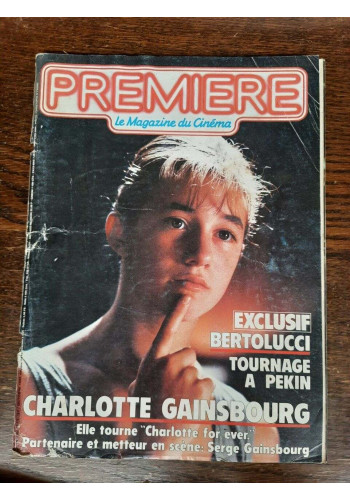 PREMIERE
Le Magazine du Cinéma
EXCLUSIF
BERTOLUCCI
TOURNAGE
A PEKIN
CHARLOTTE GAINSBOURG
Elle tourne "Charlotte for ever"
Partenaire et metteur en scène· Serge Gainsbourg